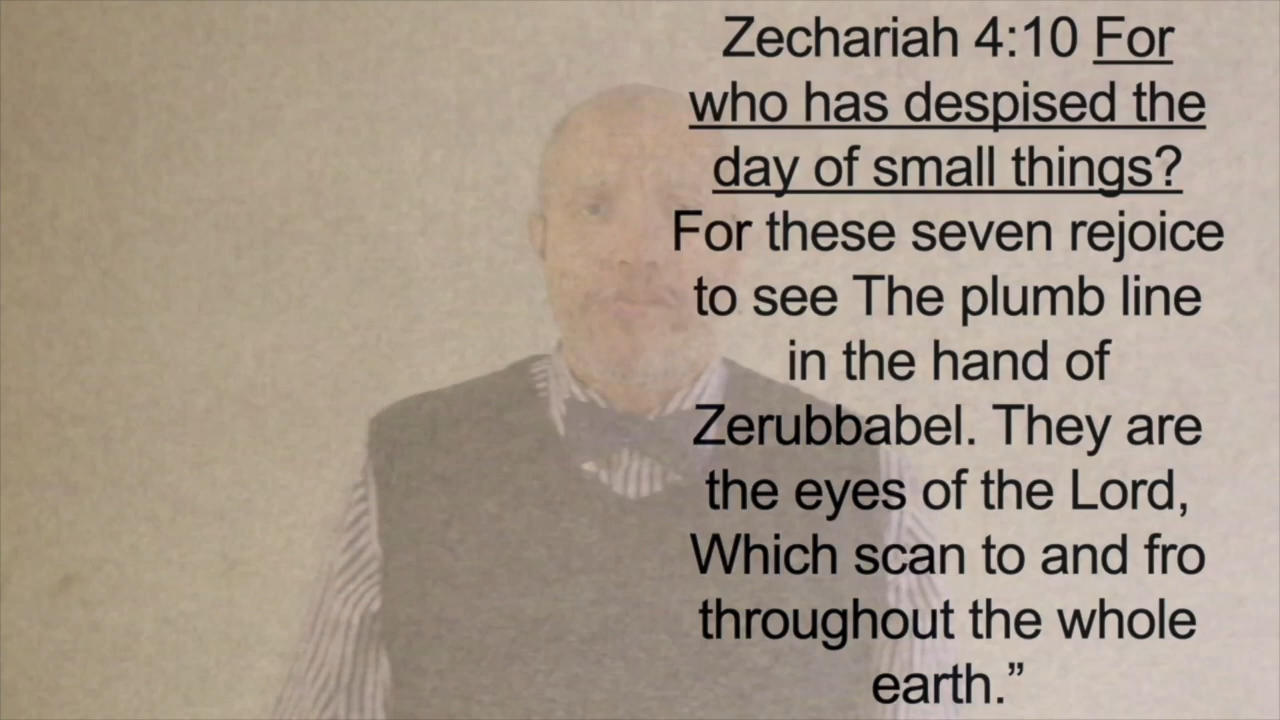 Zechariah 4:10 For
who has despised the
day of small things?
For these seven rejoice
to see The plumb line
in the hand of
Zerubbabel. They are
the eyes of the Lord,
Which scan to and fro
throughout the whole
earth.”